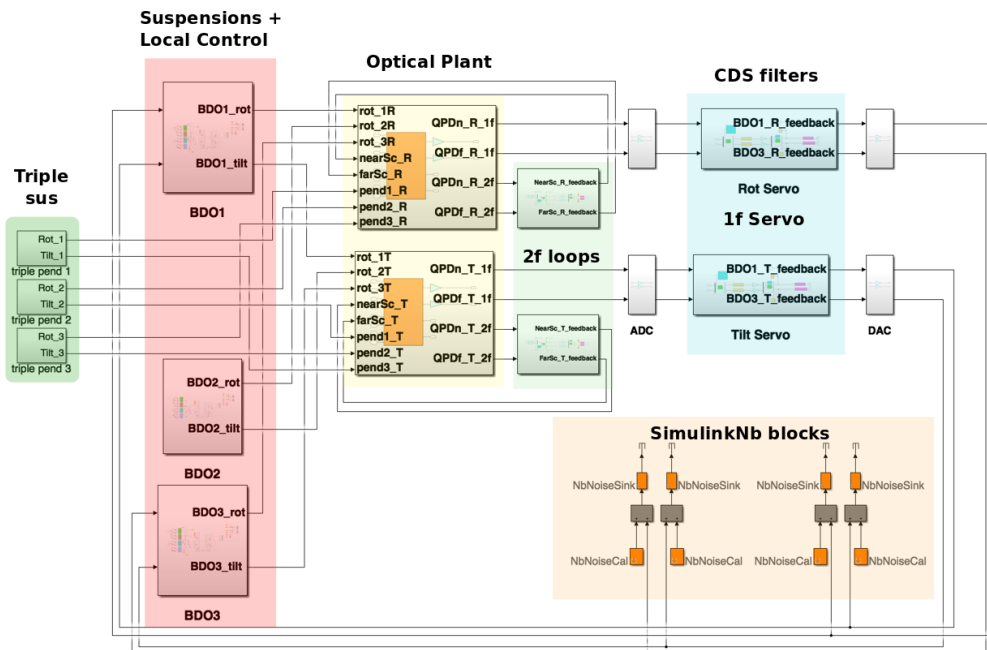 Suspensions +
Local Control
Optical Plant
CDS filters
Triple
sus
Rot_1
Tilt_1
triple pend 1
Rot_2
Tilt_2
triple pend 2
Rot_3
Tilt_3
triple pend 3
BDO1_rot
BDO1_tilt
BDO1
BDO2_rot
BDO2_tilt
BDO2
BDO3_rot
BDO3_tilt
BDO3
rot_1R
rot_2R
rot_3R
nearSc_R
farSc_R
pend1_R
pend2_R
pend3_R
QPDn_R_1f
QPDf_R_1f
QPDn_R_2f
QPDf_R_2f
rot_1T
rot_2T
rot_3T
nearSc_T
farSc_T
pend1_T
pend2_T
pend3_T
QPDn_T_1f
QPDf_T_1f
QPDn_T_2f
QPDf_T_2f
NearSc_R_feedback
FarSc_R_feedback
2f loops
NearSc_T_feedback
FarSc_T_feedback
ADC
BDO1_R_feedback
BDO3_R_feedback
Rot Servo
1f Servo
BDO1_T_feedback
BDO3_T_feedback
Tilt Servo
DAC
SimulinkNb blocks
NbNoiseSink
NbNoiseSink
NbNoiseSink
NbNoiseSink
NbNoiseCal
NbNoiseCal
NbNoiseCal
NbNoiseCal